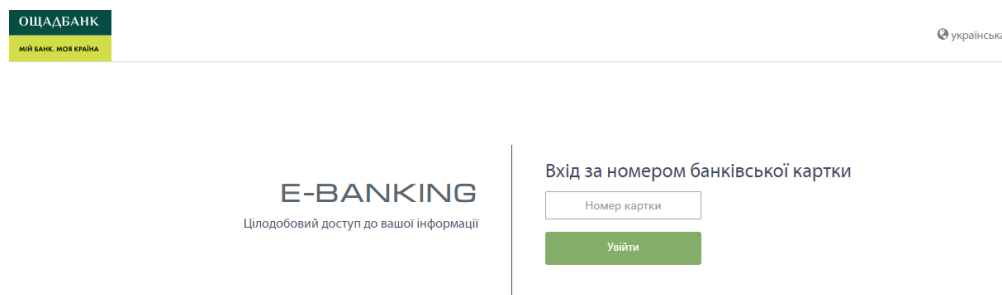 ОЩАДБАНК
МІЙ БАНК. МОЯ КРАЇНА
українська
E-BANKING
Цілодобовий доступ до вашої інформації
Вхід за номером банківської картки
Номер картки
Увійти